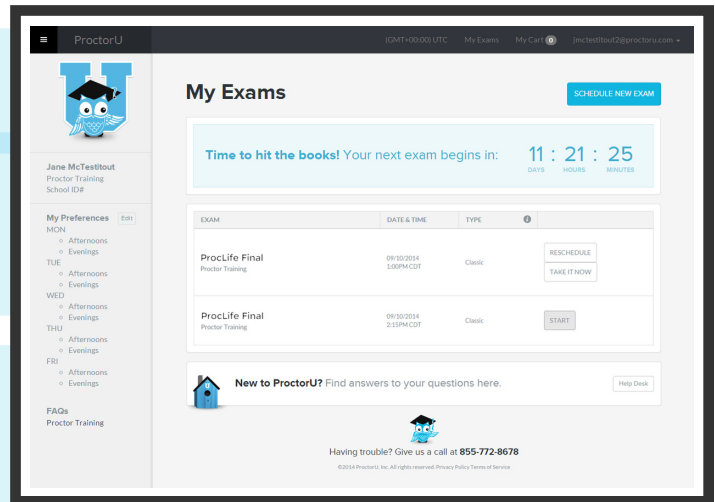 ≡ ProctorU (GMT+00:00) UTC My Exams My Cart 0 jmctestitout2@proctoru.com
U
My Exams
SCHEDULE NEW EXAM
Time to hit the books! Your next exam begins in: 11 : 21 : 25
DAYS HOURS MINUTES
Jane McTestitout
Proctor Training
School ID#
My Preferences Edit
MON
Afternoons
Evenings
TUE
Afternoons
Evenings
WED
Afternoons
Evenings
THU
Afternoons
Evenings
FRI
Afternoons
Evenings
FAQs
Proctor Training
EXAM DATE & TIME TYPE i
ProcLife Final
Proctor Training
09/10/2014
1:00PM CDT
Classic
RESCHEDULE
TAKE IT NOW
ProcLife Final
Proctor Training
09/10/2014
2:15PM CDT
Classic
START
New to ProctorU? Find answers to your questions here.
Help Desk
Having trouble? Give us a call at 855-772-8678
©2014 ProctorU, Inc. All rights reserved. Privacy Policy Terms of Service